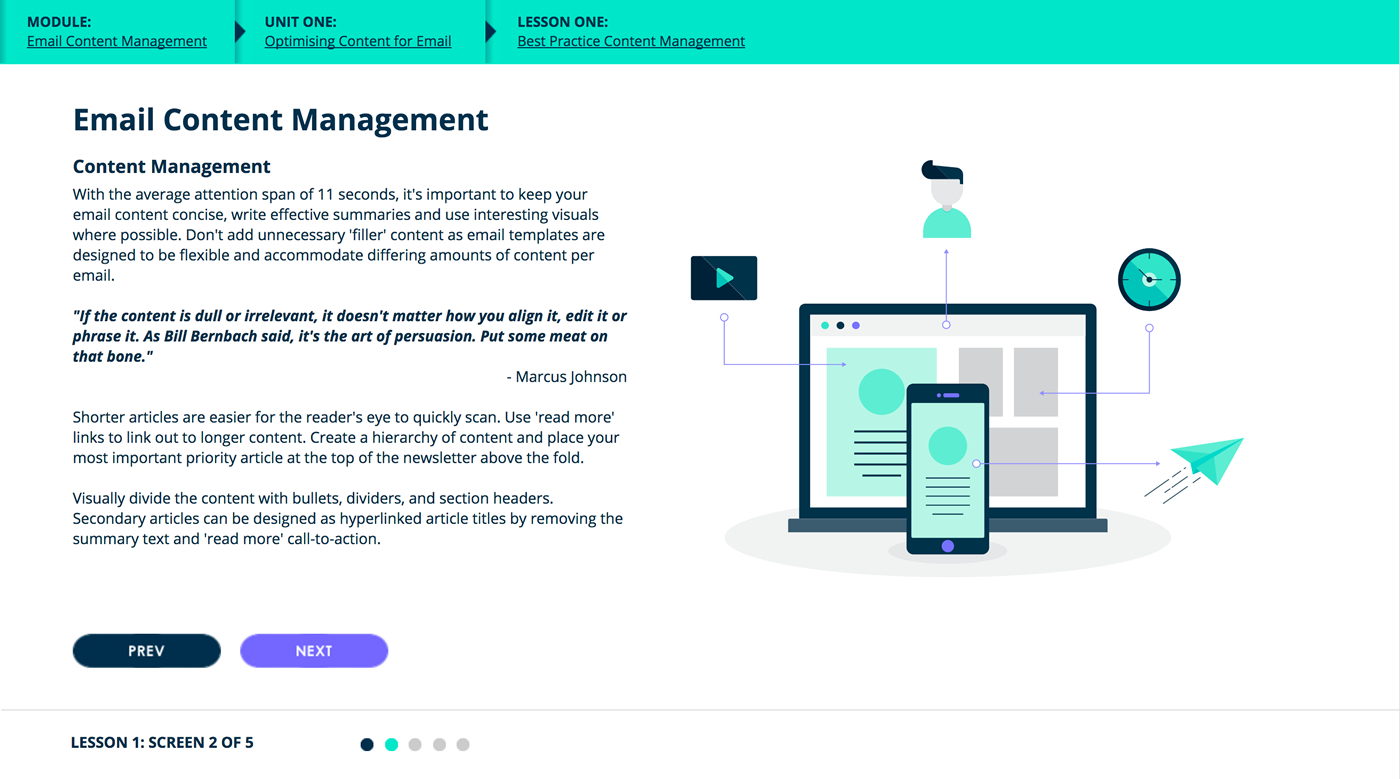 MODULE:
Email Content Management
UNIT ONE:
Optimising Content for Email
LESSON ONE:
Best Practice Content Management
Email Content Management
Content Management
With the average attention span of 11 seconds, it's important to keep your
email content concise, write effective summaries and use interesting visuals
where possible. Don't add unnecessary 'filler' content as email templates are
designed to be flexible and accommodate differing amounts of content per
email.
"If the content is dull or irrelevant, it doesn't matter how you align it, edit it or
phrase it. As Bill Bernbach said, it's the art of persuasion. Put some meat on
that bone."
- Marcus Johnson
Shorter articles are easier for the reader's eye to quickly scan. Use 'read more'
links to link out to longer content. Create a hierarchy of content and place your
most important priority article at the top of the newsletter above the fold.
Visually divide the content with bullets, dividers, and section headers.
Secondary articles can be designed as hyperlinked article titles by removing the
summary text and 'read more' call-to-action.
PREV
NEXT
LESSON 1: SCREEN 2 OF 5